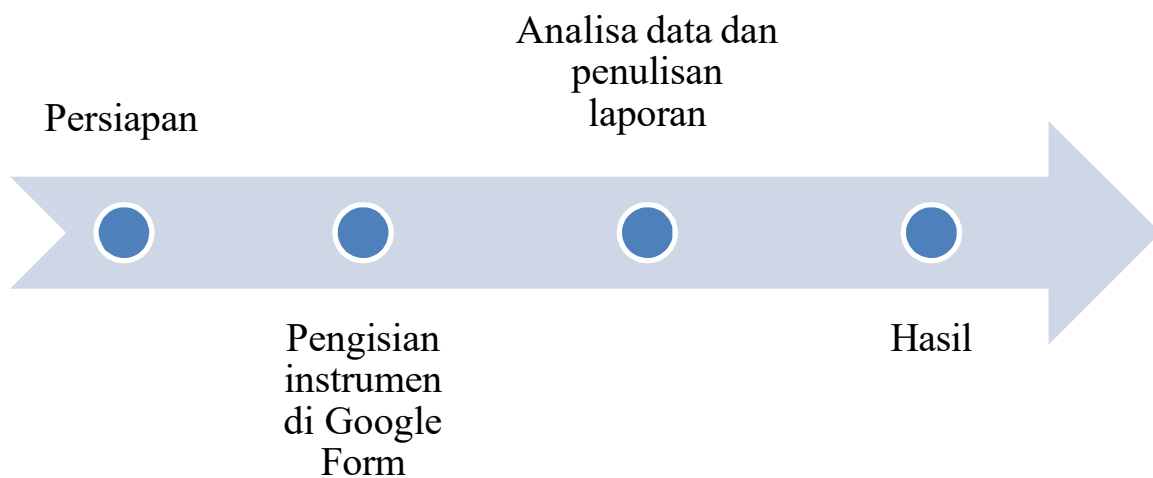 Persiapan
Pengisian
instrumen
di Google
Form
Analisa data dan
penulisan
laporan
Hasil